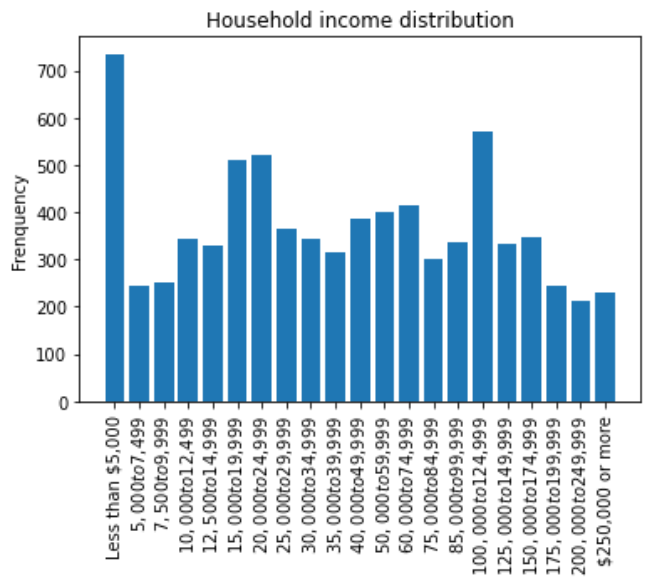 Household income distribution
Frenquency
700
600
500
400
300
200
100
0
Less than $5,000
5,000to7,499
7,500to9,999
10,000to12,499
12,500to14,999
15,000to19,999
20,000to24,999
25,000to29,999
30,000to34,999
35,000to39,999
40,000to49,999
50,000to59,999
60,000to74,999
75,000to84,999
85,000to99,999
100,000to124,999
125,000to149,999
150,000to174,999
175,000to199,999
200,000to249,999
$250,000 or more